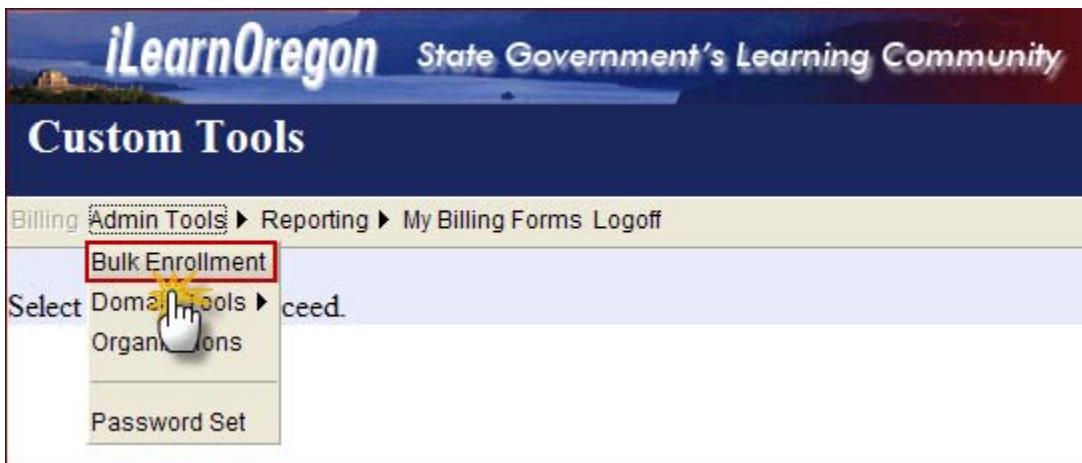 iLearnOregon State Government's Learning Community
Custom Tools
Billing Admin Tools Reporting My Billing Forms Logoff
Bulk Enrollment
Select ceed.
Password Set